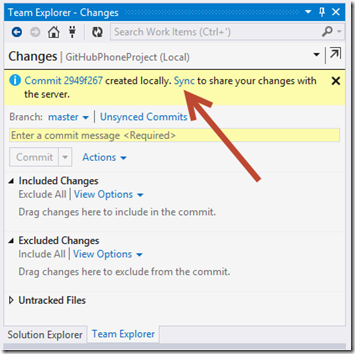 Team Explorer - Changes
Search Work Items (Ctrl+')
Changes | GitHubPhoneProject (Local)
Commit 2949f267 created locally. Sync to share your changes with
the server.
Branch: master | Unsynced Commits
Enter a commit message <Required>
Commit | Actions
Included Changes
Exclude All | View Options
Drag changes here to include in the commit.
Excluded Changes
Include All | View Options
Drag changes here to exclude from the commit.
Untracked Files
Solution Explorer Team Explorer